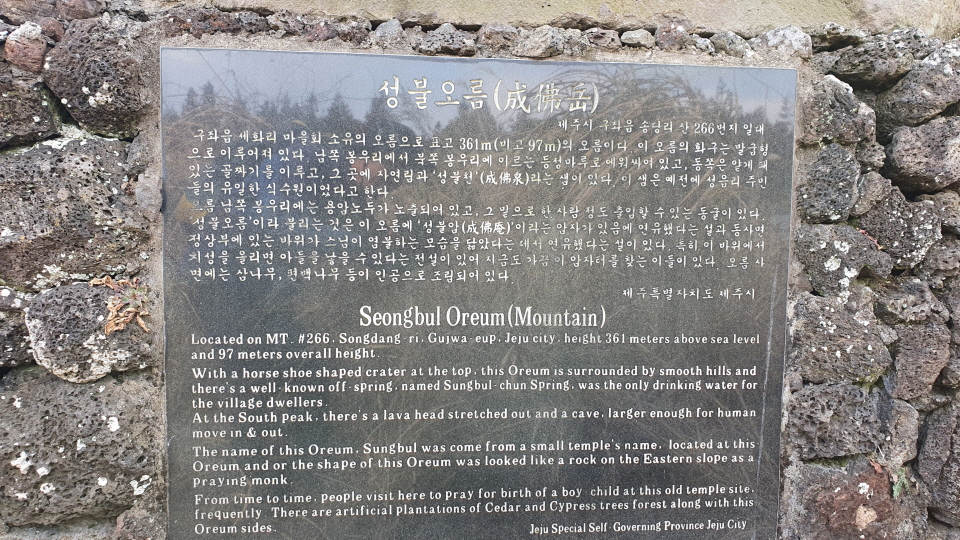 성불오름(成佛岳)
제주시 구좌읍 송당리 산 266번지 일대
구좌읍 세화리 마을회 소유의 오름으로 표고 361m(비고 97m)의 오름이다. 이 오름의 화구는 말굽형
으로 이루어져 있다. 남쪽 봉우리에서 북쪽 봉우리에 이르는 등성마루로 에워싸여 있고, 동쪽은 얕게 패
있는 골짜기를 이루고, 그 곳에 자연림과 '성불천'(成佛泉)라는 샘이 있다. 이 샘은 예전에 성읍리 주민
들의 유일한 식수원이었다고 한다.
오름 남쪽 봉우리에는 용암노두가 노출되어 있고, 그 밑으로 한 사람 정도 출입할 수 있는 동굴이 있다.
'성불오름'이라 불리는 것은 이 오름에 '성불암(成佛庵)'이라는 암자가 있음에 연유했다는 설과 동사면
정상부에 있는 바위가 스님이 염불하는 모습을 닮았다는 데서 연유했다는 설이 있다. 특히 이 바위에서
치성을 올리면 아들을 낳을 수 있다는 전설이 있어 지금도 가끔 이 암자터를 찾는 이들이 있다. 오름 사
면에는 삼나무, 편백나무 등이 인공으로 조림되어 있다.
제주특별자치도 제주시
Seongbul Oreum(Mountain)
Located on MT. #266, Songdang-ri, Gujwa-eup, Jeju city, height 361 meters above sea level
and 97 meters overall height.
With a horse shoe shaped crater at the top, this Oreum is surrounded by smooth hills and
there's a well-known off-spring, named Sungbul-chun Spring, was the only drinking water for
the village dwellers.
At the South peak, there's a lava head stretched out and a cave, larger enough for human
move in & out.
The name of this Oreum, Sungbul was come from a small temple's name, located at this
Oreum and or the shape of this Oreum was looked like a rock on the Eastern slope as a
praying monk.
From time to time, people visit here to pray for birth of a boy-child at this old temple site,
frequently. There are artificial plantations of Cedar and Cypress trees forest along with this
Oreum sides.
Jeju Special Self-Governing Province Jeju City